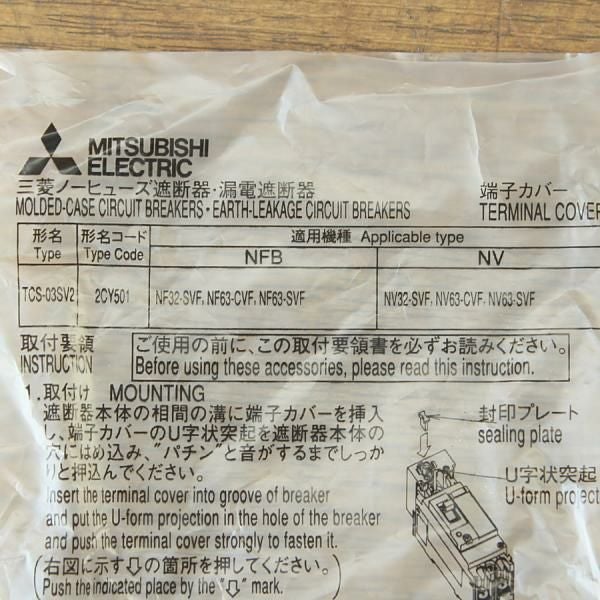 MITSUBISHI
ELECTRIC
三菱ノーヒューズ遮断器・漏電遮断器
MOLDED-CASE CIRCUIT BREAKERS・EARTH-LEAKAGE CIRCUIT BREAKERS
端子カバー
TERMINAL COVER
形名
Type
形名コード
Type Code
適用機種 Applicable type
NFB
NV
TCS-03SV2
2CY501
NF32-SVF, NF63-CVF, NF63-SVF
NV32-SVF, NV63-CVF, NV63-SVF
取付要領
INSTRUCTION
ご使用の前に、この取付要領書を必ずお読みください。
Before using these accessories, please read this instruction.
1.取付け MOUNTING
遮断器本体の相間の溝に端子カバーを挿入
し、端子カバーのU字状突起を遮断器本体の
穴にはめ込み、"パチン"と音がするまでしっか
りと押込んでください。
Insert the terminal cover into groove of breaker
and put the U-form projection in the hole of the breaker
and push the terminal cover strongly to fasten it.
(右図に示す⇩の箇所を押してください。
Push the indicated place by the "⇩" mark.
封印プレート
sealing plate
U字状突起
U-form project